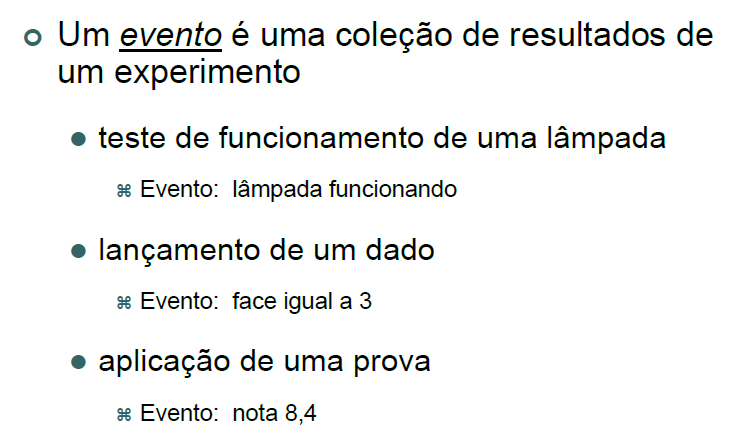 Um evento é uma coleção de resultados de
um experimento
teste de funcionamento de uma lâmpada
⌘ Evento: lâmpada funcionando
lançamento de um dado
⌘ Evento: face igual a 3
aplicação de uma prova
⌘ Evento: nota 8,4